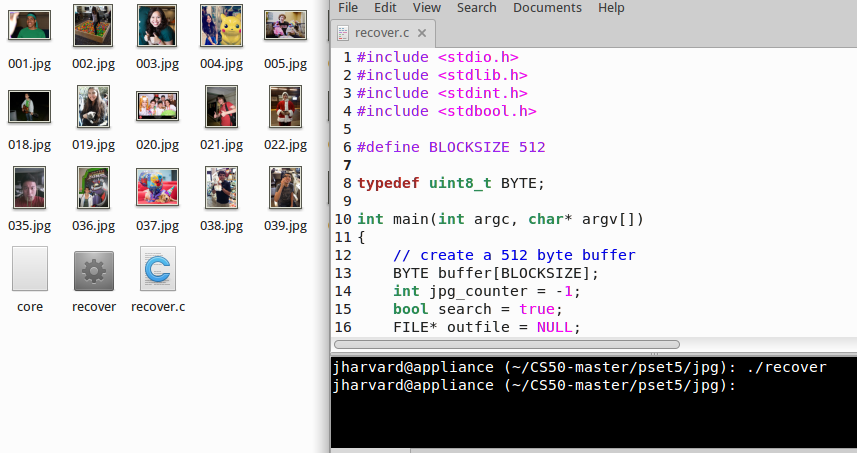 001.jpg 002.jpg 003.jpg 004.jpg 005.jpg
018.jpg 019.jpg 020.jpg 021.jpg 022.jpg
035.jpg 036.jpg 037.jpg 038.jpg 039.jpg
core recover recover.c
File Edit View Search Documents Help
recover.c
1 #include <stdio.h>
2 #include <stdlib.h>
3 #include <stdint.h>
4 #include <stdbool.h>
5
6 #define BLOCKSIZE 512
7
8 typedef uint8_t BYTE;
9
10 int main(int argc, char* argv[])
11 {
12     // create a 512 byte buffer
13     BYTE buffer[BLOCKSIZE];
14     int jpg_counter = -1;
15     bool search = true;
16     FILE* outfile = NULL;
jharvard@appliance (~/CS50-master/pset5/jpg): ./recover
jharvard@appliance (~/CS50-master/pset5/jpg):